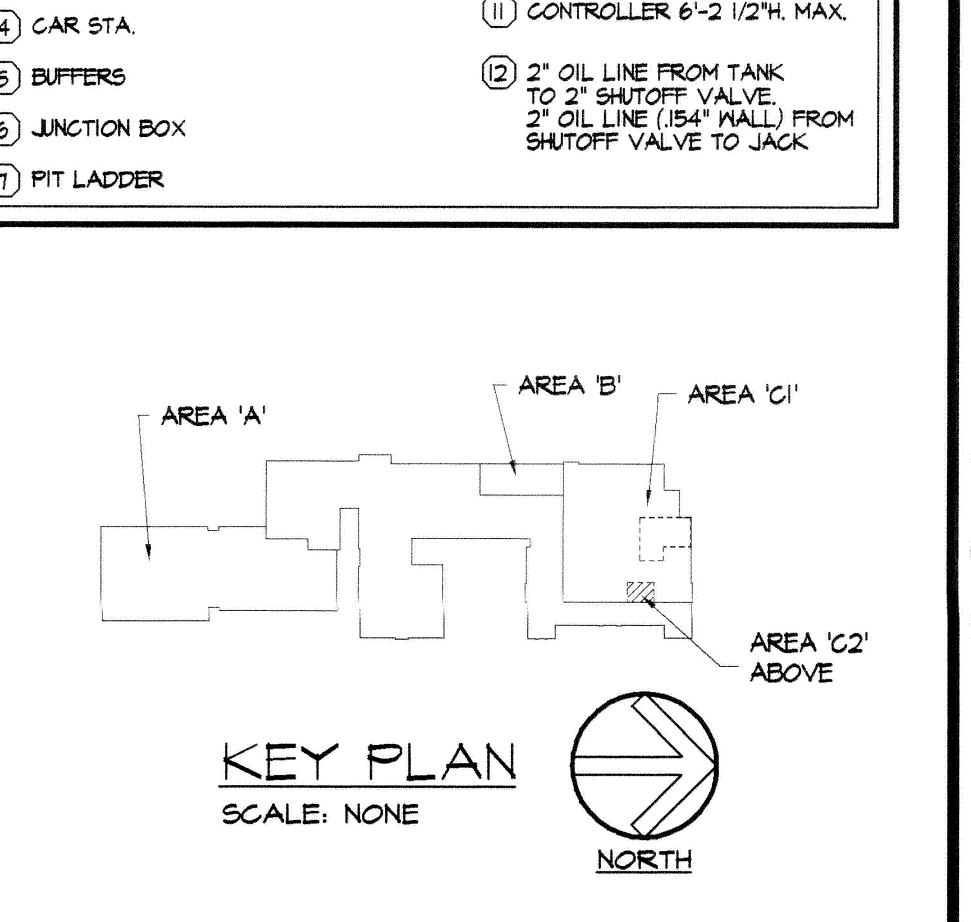 4 CAR STA.
5 BUFFERS
6 JUNCTION BOX
7 PIT LADDER
11 CONTROLLER 6'-2 1/2"H. MAX.
12 2" OIL LINE FROM TANK
TO 2" SHUTOFF VALVE.
2" OIL LINE (.154" WALL) FROM
SHUTOFF VALVE TO JACK
AREA 'A'
AREA 'B'
AREA 'C1'
AREA 'C2'
ABOVE
KEY PLAN
SCALE: NONE
NORTH